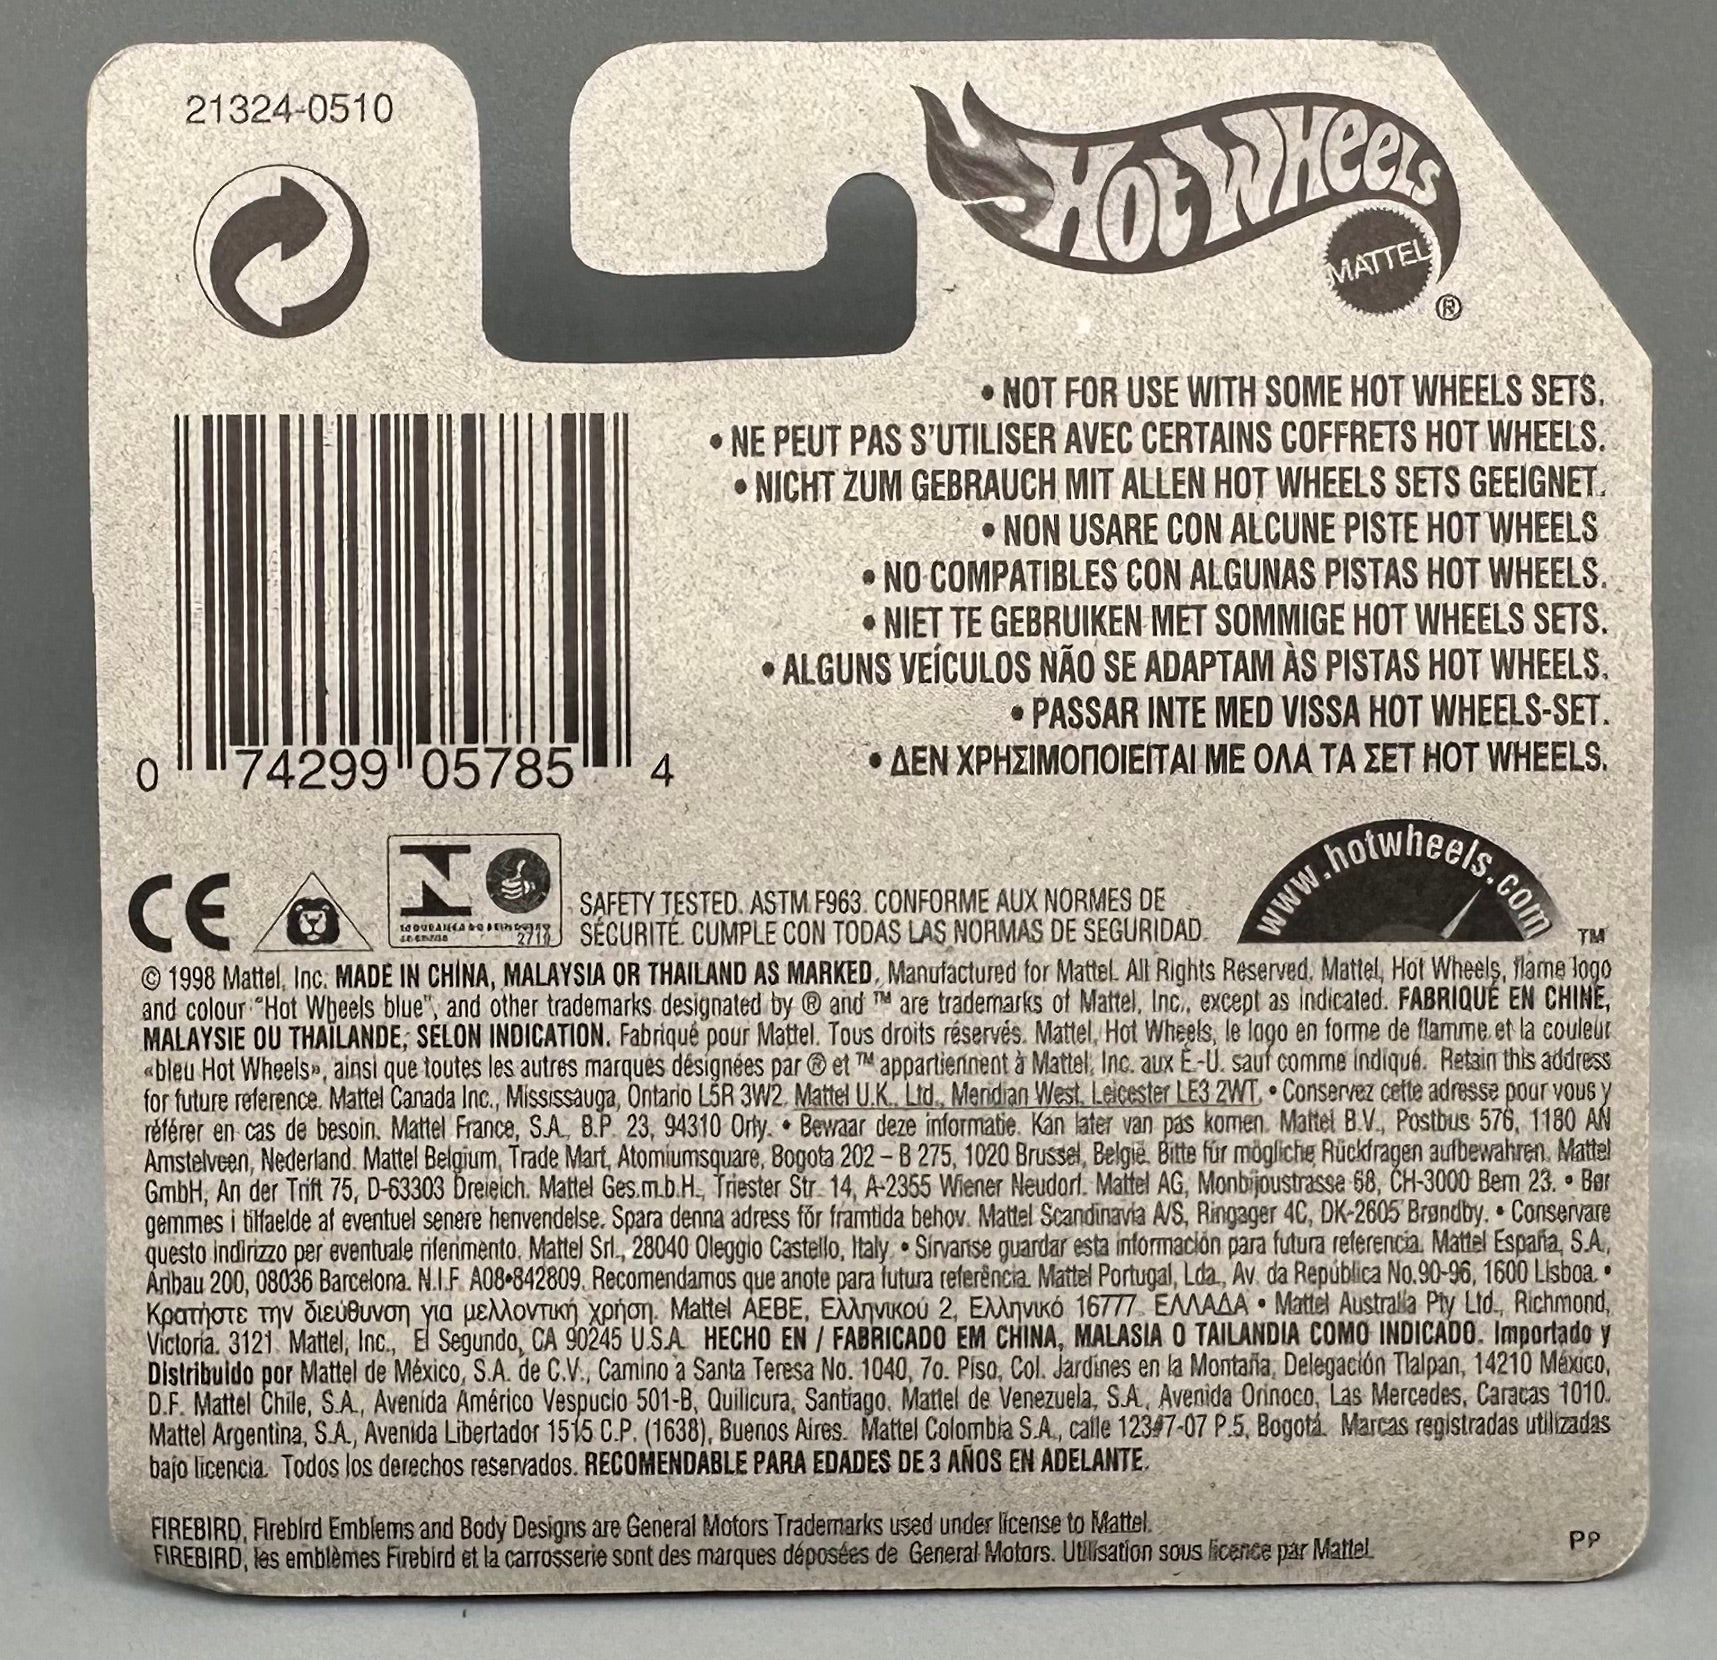 21324-0510
HOT WHEELS
MATTEL
®
• NOT FOR USE WITH SOME HOT WHEELS SETS.
• NE PEUT PAS S'UTILISER AVEC CERTAINS COFFRETS HOT WHEELS.
• NICHT ZUM GEBRAUCH MIT ALLEN HOT WHEELS SETS GEEIGNET.
• NON USARE CON ALCUNE PISTE HOT WHEELS
• NO COMPATIBLES CON ALGUNAS PISTAS HOT WHEELS.
• NIET TE GEBRUIKEN MET SOMMIGE HOT WHEELS SETS.
• ALGUNS VEÍCULOS NÃO SE ADAPTAM ÀS PISTAS HOT WHEELS.
• PASSAR INTE MED VISSA HOT WHEELS-SET.
• ΔΕΝ ΧΡΗΣΙΜΟΠΟΙΕΙΤΑΙ ΜΕ ΟΛΑ ΤΑ ΣΕΤ HOT WHEELS.
0 74299 05785 4
CE
N
2719
SAFETY TESTED. ASTM F963. CONFORME AUX NORMES DE
SÉCURITÉ. CUMPLE CON TODAS LAS NORMAS DE SEGURIDAD.
www.hotwheels.com
TM
© 1998 Mattel, Inc. MADE IN CHINA, MALAYSIA OR THAILAND AS MARKED. Manufactured for Mattel. All Rights Reserved. Mattel, Hot Wheels, flame logo
and colour "Hot Wheels blue", and other trademarks designated by ® and ™ are trademarks of Mattel, Inc., except as indicated. FABRIQUÉ EN CHINE,
MALAYSIE OU THAÏLANDE, SELON INDICATION. Fabriqué pour Mattel. Tous droits réservés. Mattel, Hot Wheels, le logo en forme de flamme et la couleur
«bleu Hot Wheels», ainsi que toutes les autres marques désignées par ® et ™ appartiennent à Mattel, Inc. aux É.-U. sauf comme indiqué. Retain this address
for future reference. Mattel Canada Inc., Mississauga, Ontario L5R 3W2. Mattel U.K. Ltd., Meridian West, Leicester LE3 2WT. • Conservez cette adresse pour vous y
référer en cas de besoin. Mattel France, S.A., B.P. 23, 94310 Orly. • Bewaar deze informatie. Kan later van pas komen. Mattel B.V., Postbus 576, 1180 AN
Amstelveen, Nederland. Mattel Belgium, Trade Mart, Atomiumsquare, Bogota 202 – B 275, 1020 Brussel, België. Bitte für mögliche Rückfragen aufbewahren. Mattel
GmbH, An der Trift 75, D-63303 Dreieich. Mattel Ges.m.b.H., Triester Str. 14, A-2355 Wiener Neudorf. Mattel AG, Monbijoustrasse 68, CH-3000 Bern 23. • Bør
gemmes i tilfaelde af eventuel senere henvendelse. Spara denna adress för framtida behov. Mattel Scandinavia A/S, Ringager 4C, DK-2605 Brøndby. • Conservare
questo indirizzo per eventuale riferimento. Mattel Srl., 28040 Oleggio Castello, Italy. • Sirvanse guardar esta información para futura referencia. Mattel España, S.A.,
Aribau 200, 08036 Barcelona. N.I.F. A08•842809. Recomendamos que anote para futura referência. Mattel Portugal, Lda., Av. da República No.90-96, 1600 Lisboa. •
Κρατήστε την διεύθυνση για μελλοντική χρήση. Mattel AEBE, Ελληνικού 2, Ελληνικό 16777 ΕΛΛΑΔΑ • Mattel Australia Pty Ltd., Richmond,
Victoria. 3121. Mattel, Inc., El Segundo, CA 90245 U.S.A. HECHO EN / FABRICADO EM CHINA, MALASIA O TAILANDIA COMO INDICADO. Importado y
Distribuido por Mattel de México, S.A. de C.V., Camino a Santa Teresa No. 1040, 7o. Piso, Col. Jardines en la Montaña, Delegación Tlalpan, 14210 México,
D.F. Mattel Chile, S.A., Avenida Américo Vespucio 501-B, Quilicura, Santiago. Mattel de Venezuela, S.A., Avenida Orinoco, Las Mercedes, Caracas 1010.
Mattel Argentina, S.A., Avenida Libertador 1515 C.P. (1638), Buenos Aires. Mattel Colombia S.A., calle 123#7-07 P.5, Bogotá. Marcas registradas utilizadas
bajo licencia. Todos los derechos reservados. RECOMENDABLE PARA EDADES DE 3 AÑOS EN ADELANTE.
FIREBIRD, Firebird Emblems and Body Designs are General Motors Trademarks used under license to Mattel.
FIREBIRD, les emblèmes Firebird et la carrosserie sont des marques déposées de General Motors. Utilisation sous licence par Mattel.
PP